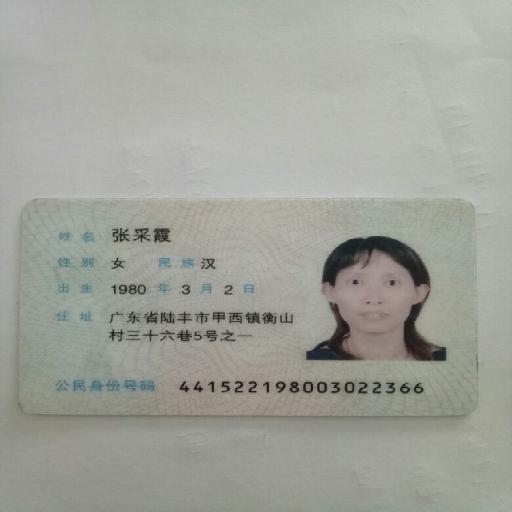 姓名 张采霞
性别 女 民族 汉
出生 1980 年 3 月 2 日
住址 广东省陆丰市甲西镇衡山
村三十六巷5号之一
公民身份号码 441522198003022366